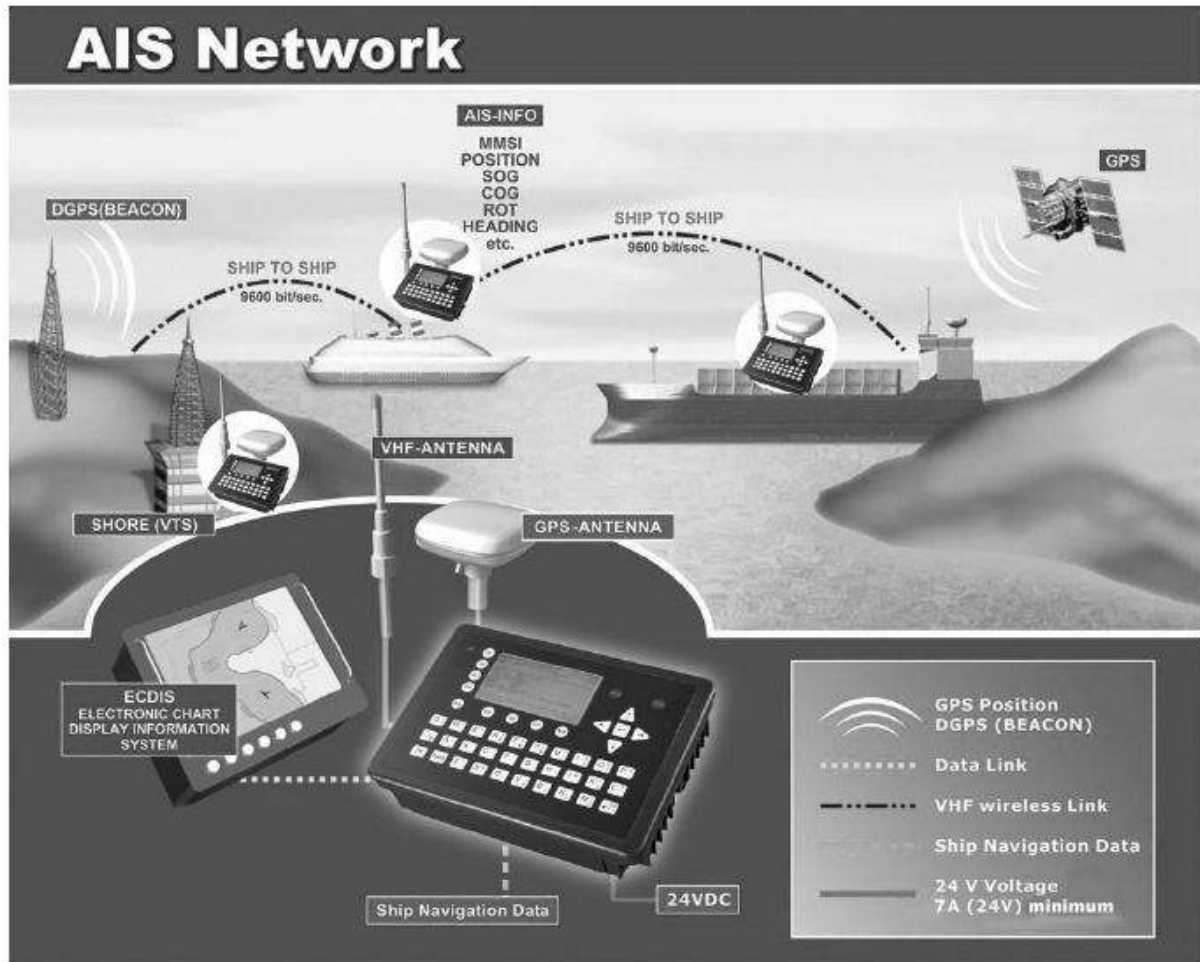 AIS Network
AIS-INFO
MMSI
POSITION
SOG
COG
ROT
HEADING
etc.
GPS
DGPS(BEACON)
SHIP TO SHIP
9600 bit/sec.
SHIP TO SHIP
9600 bit/sec.
VHF-ANTENNA
SHORE (VTS)
GPS-ANTENNA
ECDIS
ELECTRONIC CHART
DISPLAY INFORMATION
SYSTEM
Ship Navigation Data
24VDC
GPS Position
DGPS (BEACON)
Data Link
VHF wireless Link
Ship Navigation Data
24 V Voltage
7A (24V) minimum